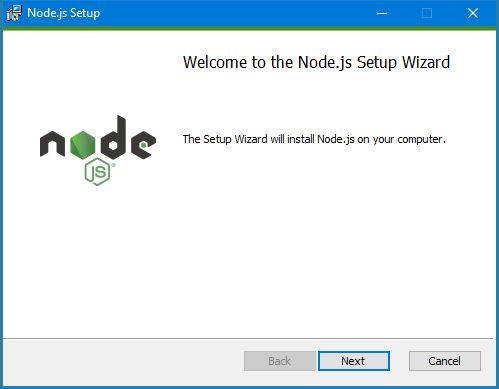 Node.js Setup
Welcome to the Node.js Setup Wizard
node
JS®
The Setup Wizard will install Node.js on your computer.
Back Next Cancel